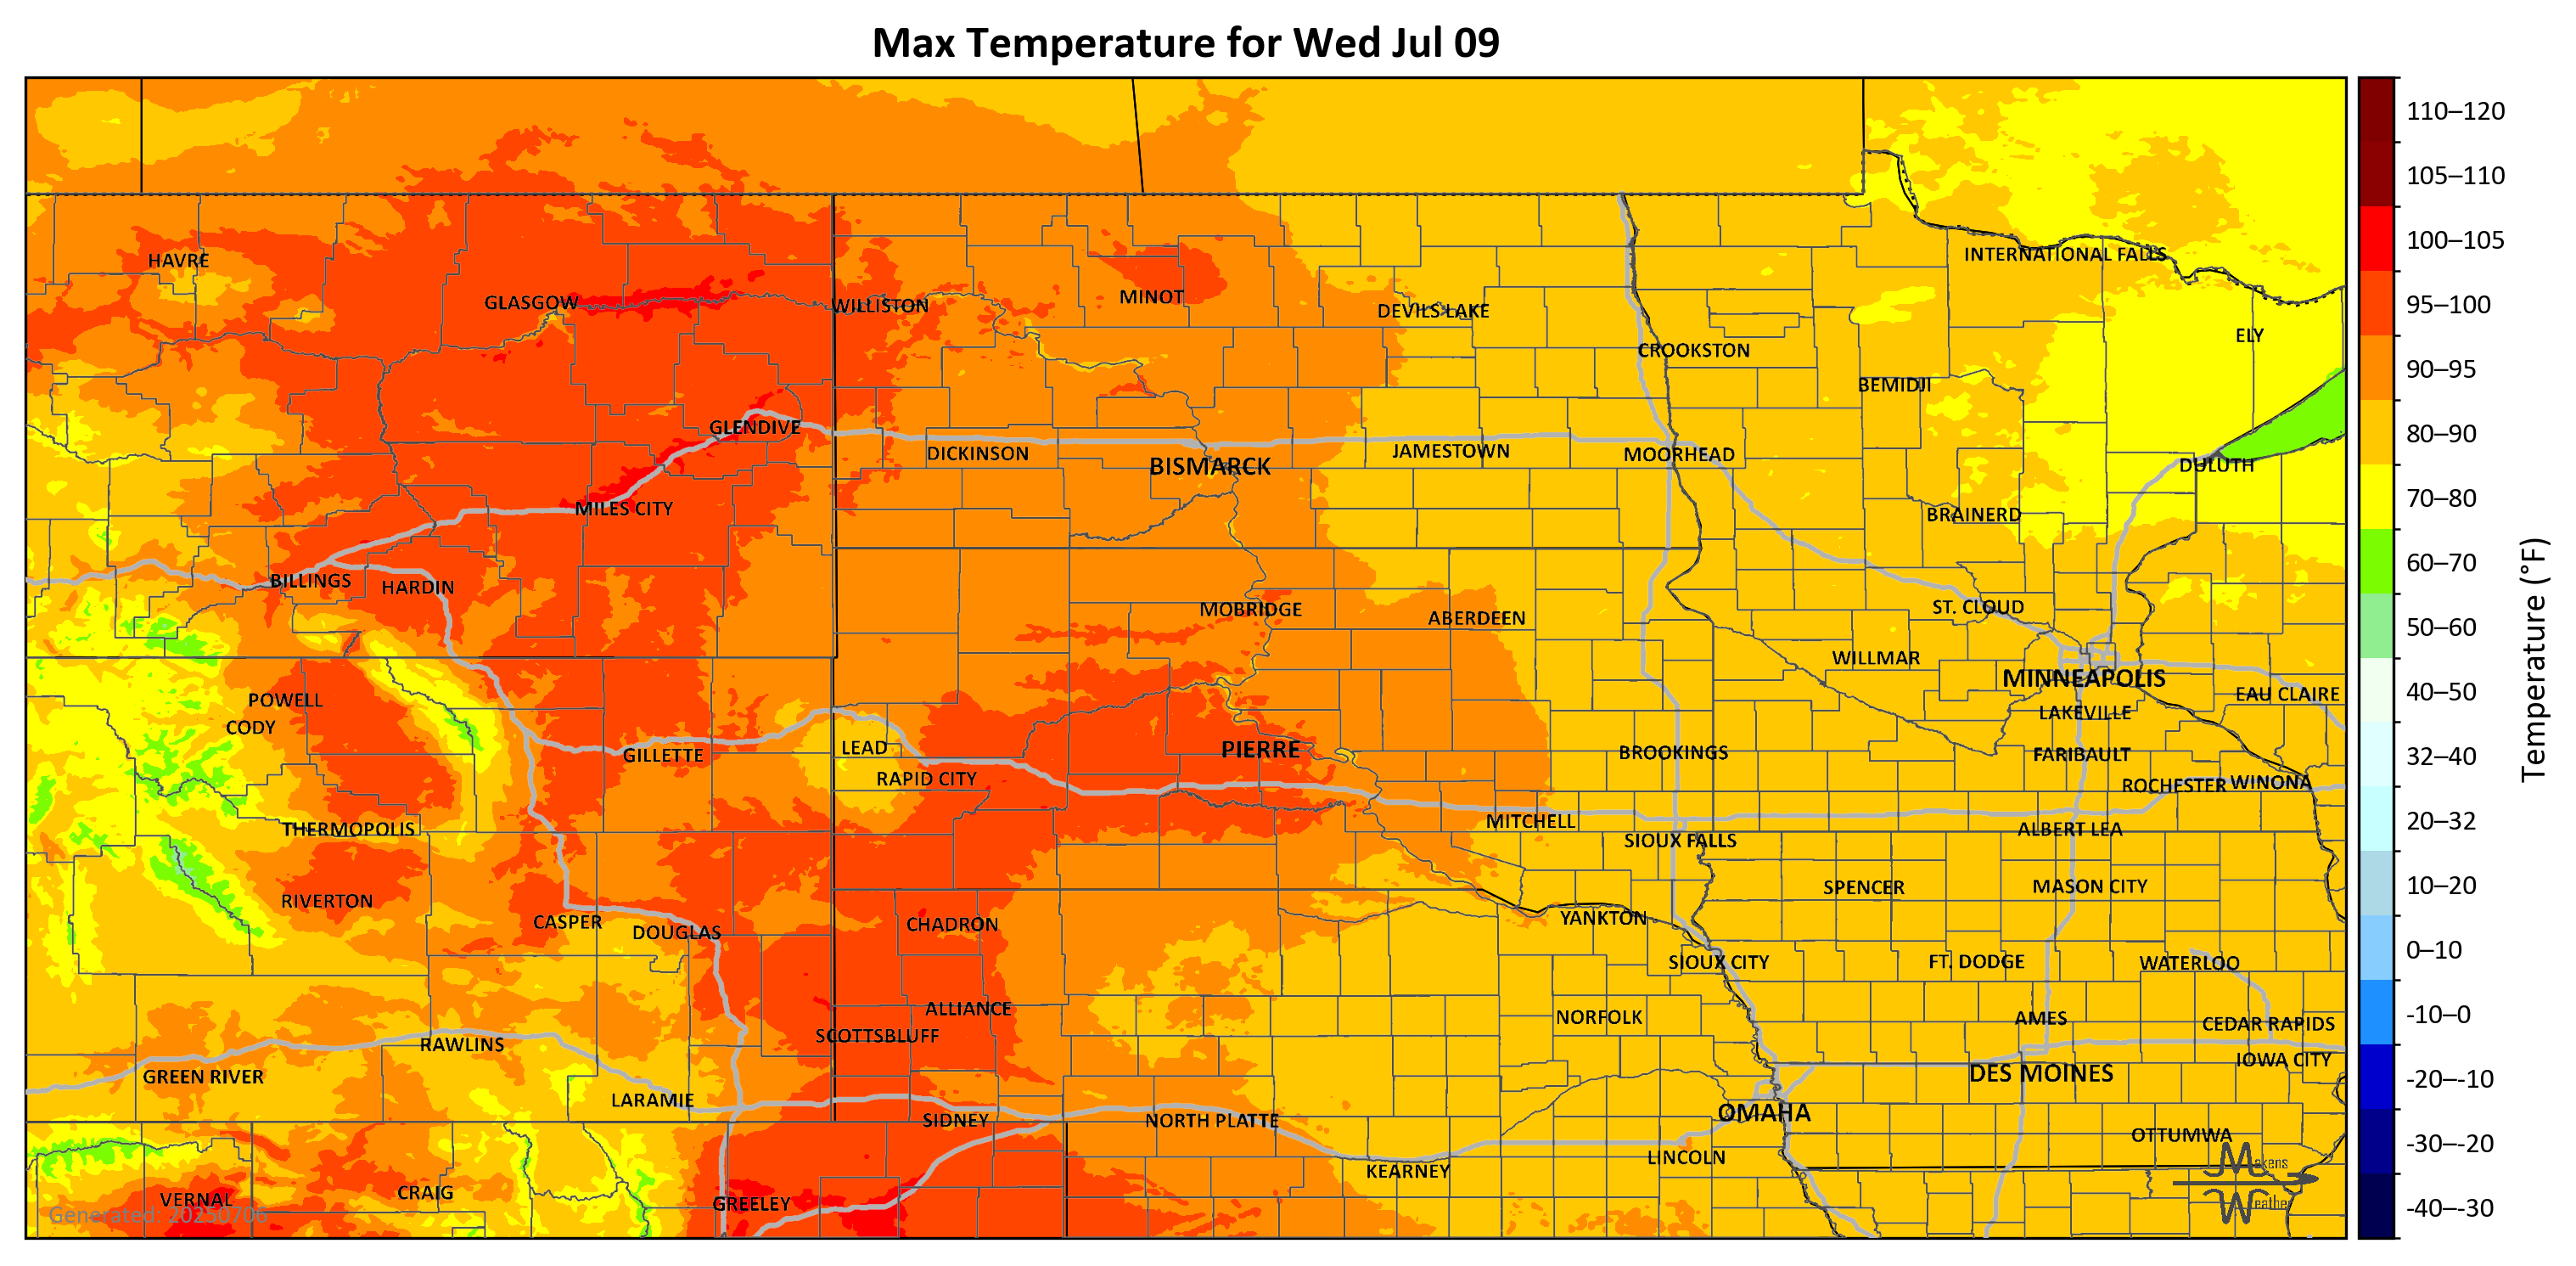 Max Temperature for Wed Jul 09
110–120
105–110
100–105
95–100
90–95
80–90
70–80
60–70
50–60
40–50
32–40
20–32
10–20
0–10
-10–0
-20–-10
-30–-20
-40–-30
Temperature (°F)
HAVRE
GLASGOW
WILLISTON
MINOT
DEVILS LAKE
INTERNATIONAL FALLS
CROOKSTON
ELY
BEMIDJI
GLENDIVE
DICKINSON
BISMARCK
JAMESTOWN
MOORHEAD
DULUTH
MILES CITY
BRAINERD
BILLINGS
HARDIN
MOBRIDGE
ABERDEEN
ST. CLOUD
WILLMAR
MINNEAPOLIS
POWELL
EAU CLAIRE
CODY
LAKEVILLE
GILLETTE
LEAD
PIERRE
BROOKINGS
FARIBAULT
RAPID CITY
ROCHESTER
WINONA
THERMOPOLIS
MITCHELL
ALBERT LEA
SIOUX FALLS
RIVERTON
SPENCER
MASON CITY
CASPER
DOUGLAS
CHADRON
YANKTON
SIOUX CITY
FT. DODGE
WATERLOO
ALLIANCE
NORFOLK
AMES
CEDAR RAPIDS
SCOTTSBLUFF
RAWLINS
IOWA CITY
GREEN RIVER
DES MOINES
LARAMIE
SIDNEY
NORTH PLATTE
OMAHA
OTTUMWA
LINCOLN
KEARNEY
VERNAL
CRAIG
GREELEY
Generated: 20250706
Makens
Weather